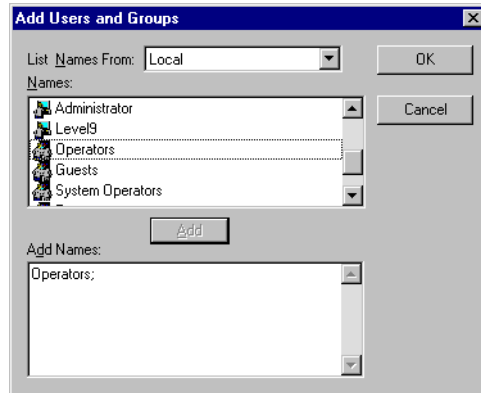 Add Users and Groups
List Names From: Local
OK
Names:
Administrator
Cancel
Level9
Operators
Guests
System Operators
Add
Add Names:
Operators;